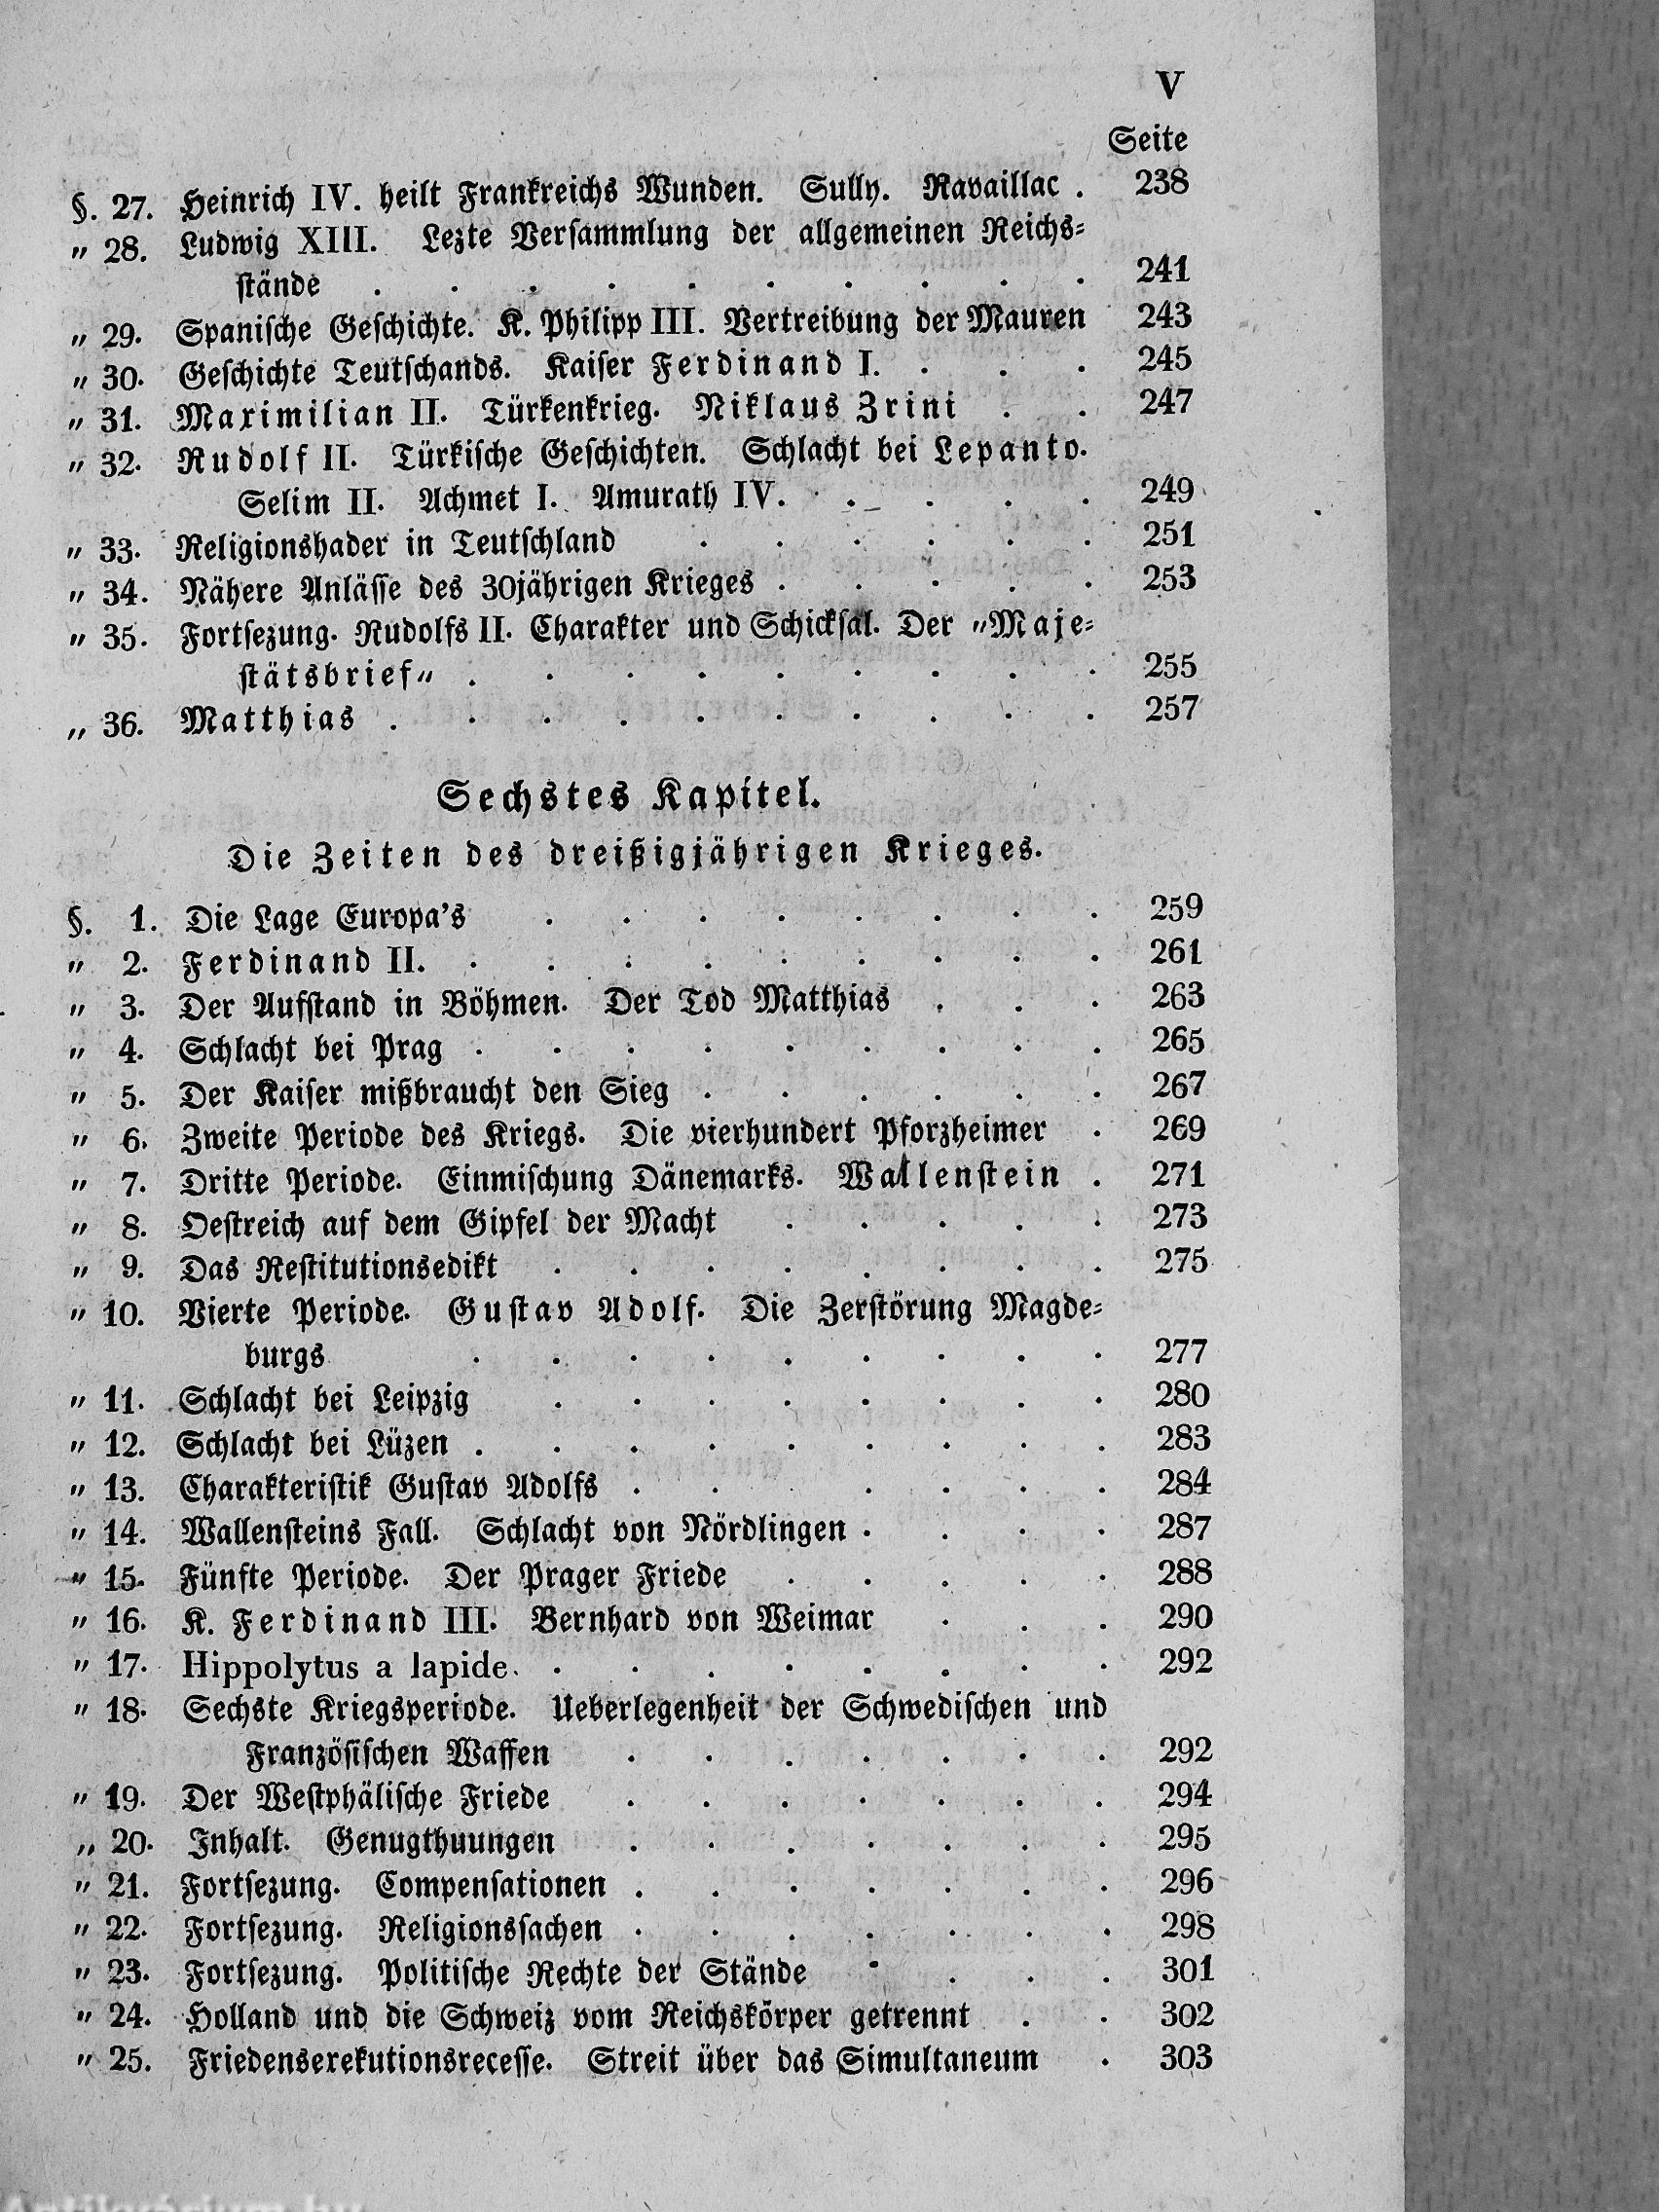 V
Seite
§. 27. Heinrich IV. heilt Frankreichs Wunden. Sully. Ravaillac . 238
„ 28. Ludwig XIII. Lezte Versammlung der allgemeinen Reichs-
stände . . . . . . . . . . 241
„ 29. Spanische Geschichte. K. Philipp III. Vertreibung der Mauren 243
„ 30. Geschichte Teutschands. Kaiser Ferdinand I. . . . 245
„ 31. Maximilian II. Türkenkrieg. Niklaus Zrini . . 247
„ 32. Rudolf II. Türkische Geschichten. Schlacht bei Lepanto.
Selim II. Achmet I. Amurath IV. . . . . 249
„ 33. Religionshader in Teutschland . . . . . . 251
„ 34. Nähere Anlässe des 30jährigen Krieges . . . . . 253
„ 35. Fortsezung. Rudolfs II. Charakter und Schicksal. Der „Maje-
stätsbrief„ . . . . . . . . . 255
„ 36. Matthias . . . . . . . . . . 257
Sechstes Kapitel.
Die Zeiten des dreißigjährigen Krieges.
§. 1. Die Lage Europa's . . . . . . . . 259
„ 2. Ferdinand II. . . . . . . . . . 261
„ 3. Der Aufstand in Böhmen. Der Tod Matthias . . . 263
„ 4. Schlacht bei Prag . . . . . . . . . 265
„ 5. Der Kaiser mißbraucht den Sieg . . . . . . 267
„ 6. Zweite Periode des Kriegs. Die vierhundert Pforzheimer . 269
„ 7. Dritte Periode. Einmischung Dänemarks. Wallenstein . 271
„ 8. Oestreich auf dem Gipfel der Macht . . . . . 273
„ 9. Das Restitutionsedikt . . . . . . . . 275
„ 10. Vierte Periode. Gustav Adolf. Die Zerstörung Magde-
burgs . . . . . . . . . 277
„ 11. Schlacht bei Leipzig . . . . . . . . 280
„ 12. Schlacht bei Lüzen . . . . . . . . . 283
„ 13. Charakteristik Gustav Adolfs . . . . . . 284
„ 14. Wallensteins Fall. Schlacht von Nördlingen . . . . 287
„ 15. Fünfte Periode. Der Prager Friede . . . . . 288
„ 16. K. Ferdinand III. Bernhard von Weimar . . . 290
„ 17. Hippolytus a lapide. . . . . . . . . 292
„ 18. Sechste Kriegsperiode. Ueberlegenheit der Schwedischen und
Französischen Waffen . . . . . . . 292
„ 19. Der Westphälische Friede . . . . . . . 294
„ 20. Inhalt. Genugthuungen . . . . . . . 295
„ 21. Fortsezung. Compensationen . . . . . . . 296
„ 22. Fortsezung. Religionssachen . . . . . . . 298
„ 23. Fortsezung. Politische Rechte der Stände . . . . 301
„ 24. Holland und die Schweiz vom Reichskörper getrennt . . 302
„ 25. Friedensexekutionsrecesse. Streit über das Simultaneum . 303